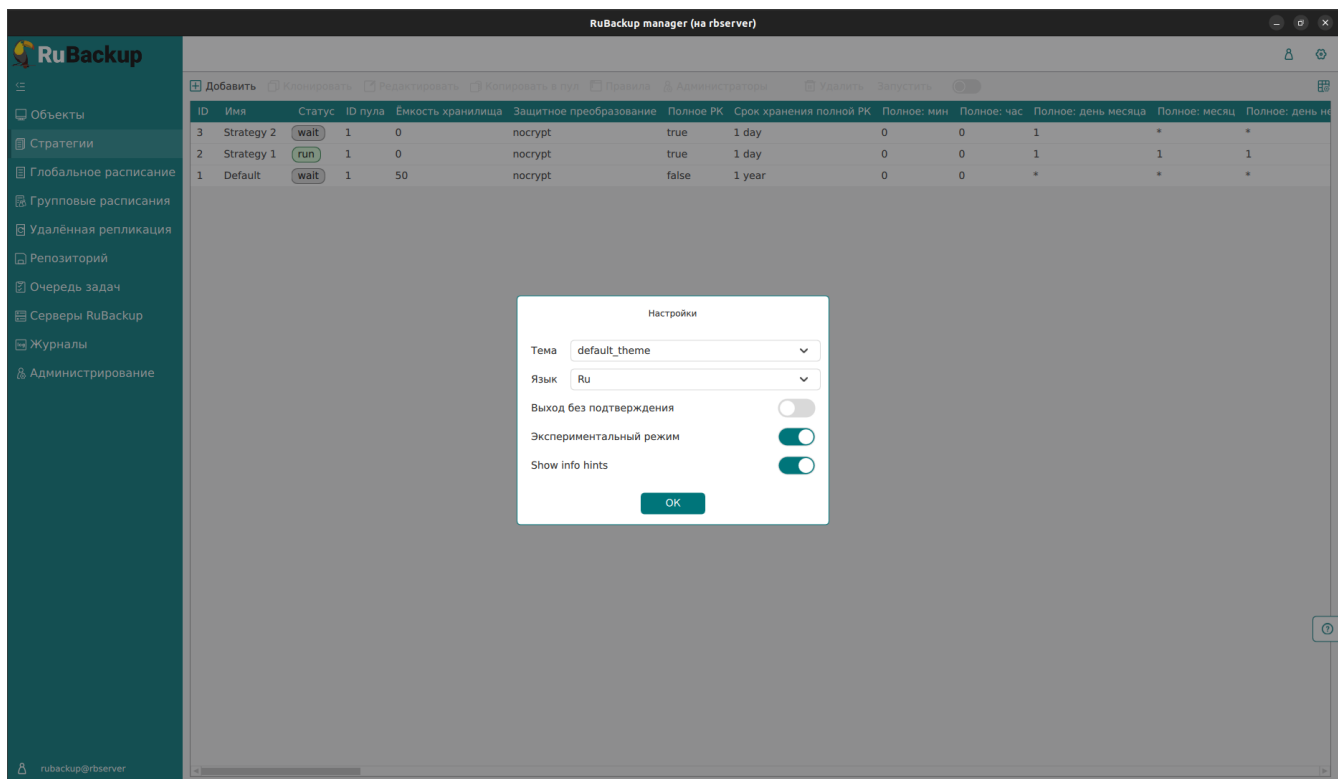 RuBackup manager (на rbserver)
RuBackup
Добавить Клонировать Редактировать Копировать в пул Правила Администраторы Удалить Запустить
ID Имя Статус ID пула Ёмкость хранилища Защитное преобразование Полное РК Срок хранения полной РК Полное: мин Полное: час Полное: день месяца Полное: месяц Полное: день не
3 Strategy 2 wait 1 0 nocrypt true 1 day 0 0 1 * *
2 Strategy 1 run 1 0 nocrypt true 1 day 0 0 1 1 1
1 Default wait 1 50 nocrypt false 1 year 0 0 * * *
Объекты
Стратегии
Глобальное расписание
Групповые расписания
Удалённая репликация
Репозиторий
Очередь задач
Серверы RuBackup
Журналы
Администрирование
Настройки
Тема default_theme
Язык Ru
Выход без подтверждения
Экспериментальный режим
Show info hints
OK
rubackup@rbserver